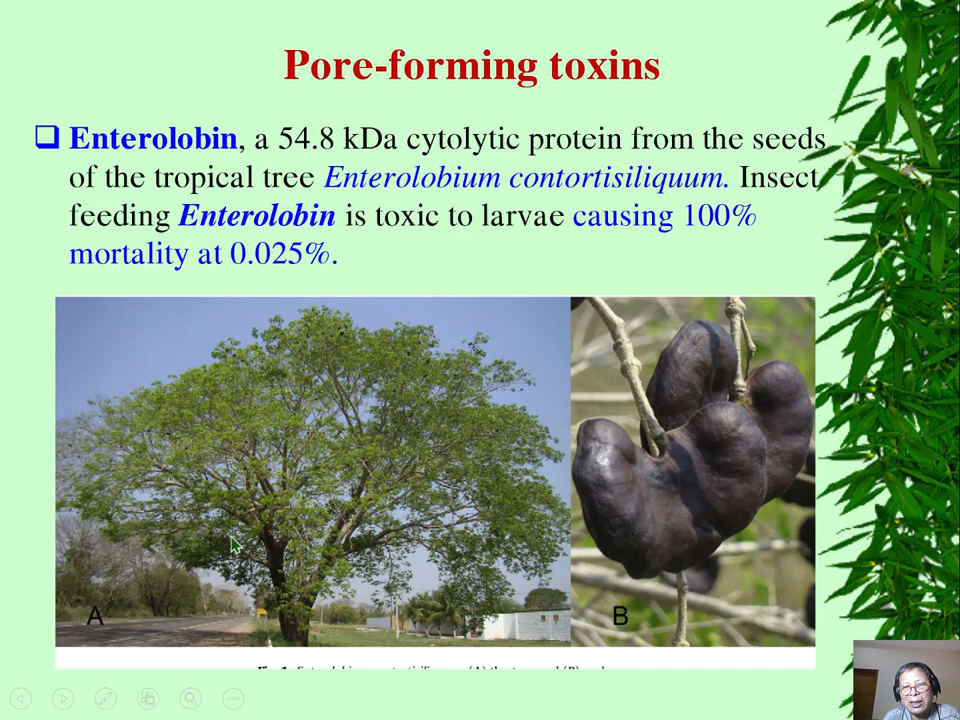 Pore-forming toxins
Enterolobin, a 54.8 kDa cytolytic protein from the seeds
of the tropical tree Enterolobium contortisiliquum. Insect
feeding Enterolobin is toxic to larvae causing 100%
mortality at 0.025%.
A
B